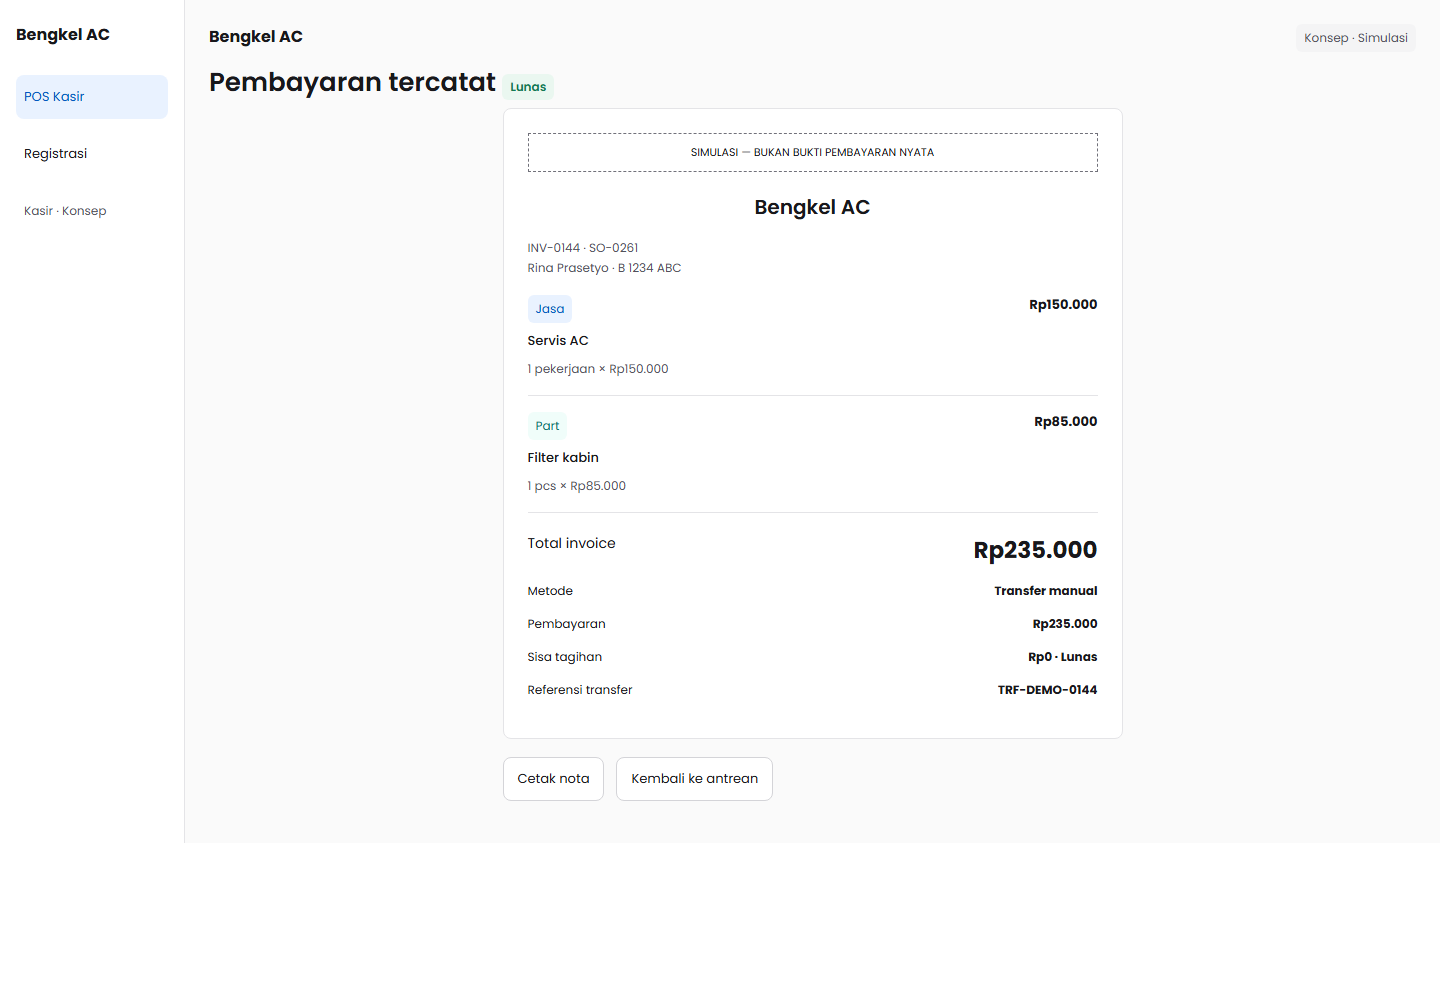 Bengkel AC
POS Kasir
Registrasi
Kasir · Konsep
Bengkel AC
Konsep · Simulasi
Pembayaran tercatat Lunas
SIMULASI — BUKAN BUKTI PEMBAYARAN NYATA
Bengkel AC
INV-0144 · SO-0261
Rina Prasetyo · B 1234 ABC
Jasa Rp150.000
Servis AC
1 pekerjaan × Rp150.000
Part Rp85.000
Filter kabin
1 pcs × Rp85.000
Total invoice Rp235.000
Metode Transfer manual
Pembayaran Rp235.000
Sisa tagihan Rp0 · Lunas
Referensi transfer TRF-DEMO-0144
Cetak nota Kembali ke antrean